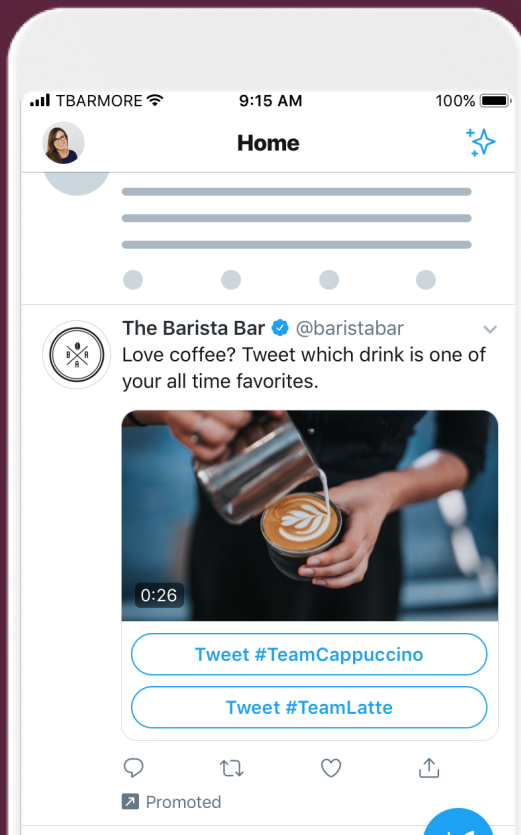 TBARMORE 9:15 AM 100%
Home
The Barista Bar @baristabar
Love coffee? Tweet which drink is one of
your all time favorites.
B A R
R
0:26
Tweet #TeamCappuccino
Tweet #TeamLatte
Promoted